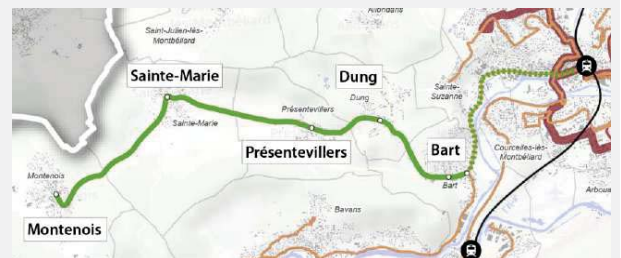 Allondans
Saint-Julien-lès-
Montbéliard
Sainte-Marie
Dung
Sainte-
Suzanne
Présentevillers
Dung
Sainte-Marie
Présentevillers
Bart
Courcelles-lès-
Montbéliard
Montenois
Bart
Arboua
Montenois
Bavans